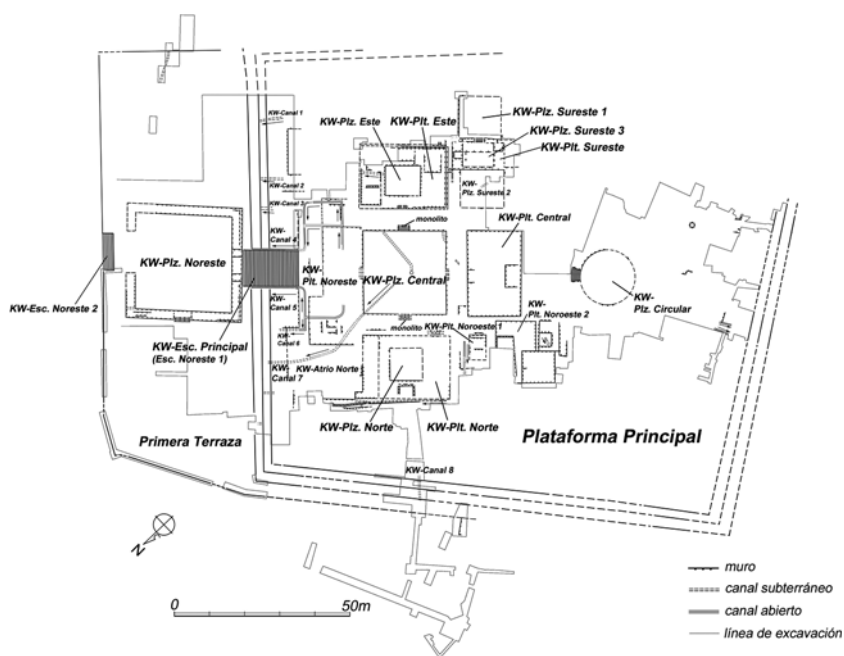 KW-Canal 1
KW-Plz. Este
KW-Plt. Este
KW-Plz. Sureste 1
KW-Plz. Sureste 3
KW-Plt. Sureste
KW-Canal 2
KW-Canal 3
KW-
Plz. Sureste 2
KW-
Canal 4
monolito
KW-Plt. Central
KW-Plz. Noreste
KW-
Plt. Noreste
KW-Plz. Central
KW-Esc. Noreste 2
KW-
Canal 5
KW-
Plz. Circular
KW-
Canal 6
monolito
KW-Plt. Noroeste 1
KW-
Plt. Noroeste 2
KW-Esc. Principal
(Esc. Noreste 1)
KW-
Canal 7
KW-Atrio Norte
KW-Plz. Norte
KW-Plt. Norte
Primera Terraza
Plataforma Principal
KW-Canal 8
N
0
50m
muro
canal subterráneo
canal abierto
línea de excavación